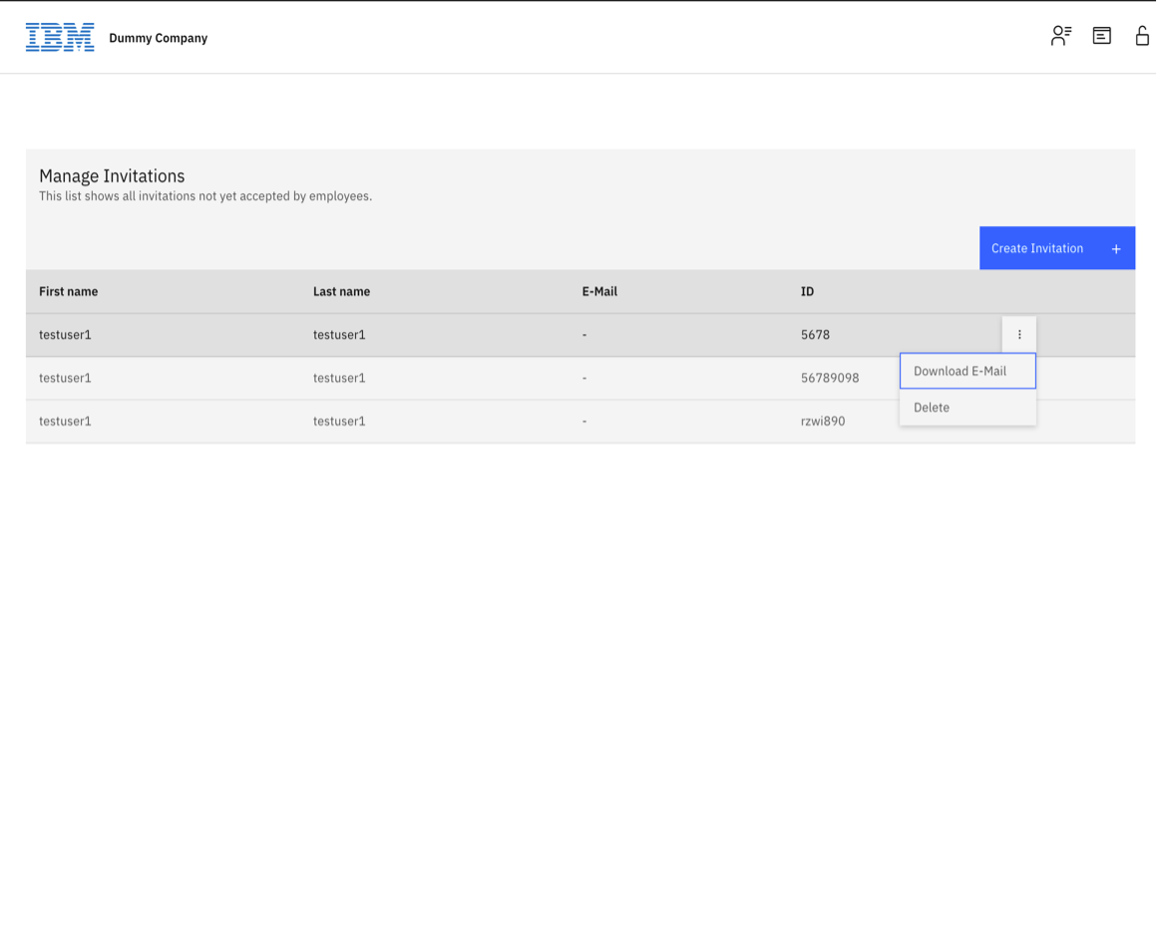 IBM Dummy Company
Manage Invitations
This list shows all invitations not yet accepted by employees.
Create Invitation +
First name Last name E-Mail ID
testuser1 testuser1 - 5678
Download E-Mail
testuser1 testuser1 - 56789098
Delete
testuser1 testuser1 - rzwi890